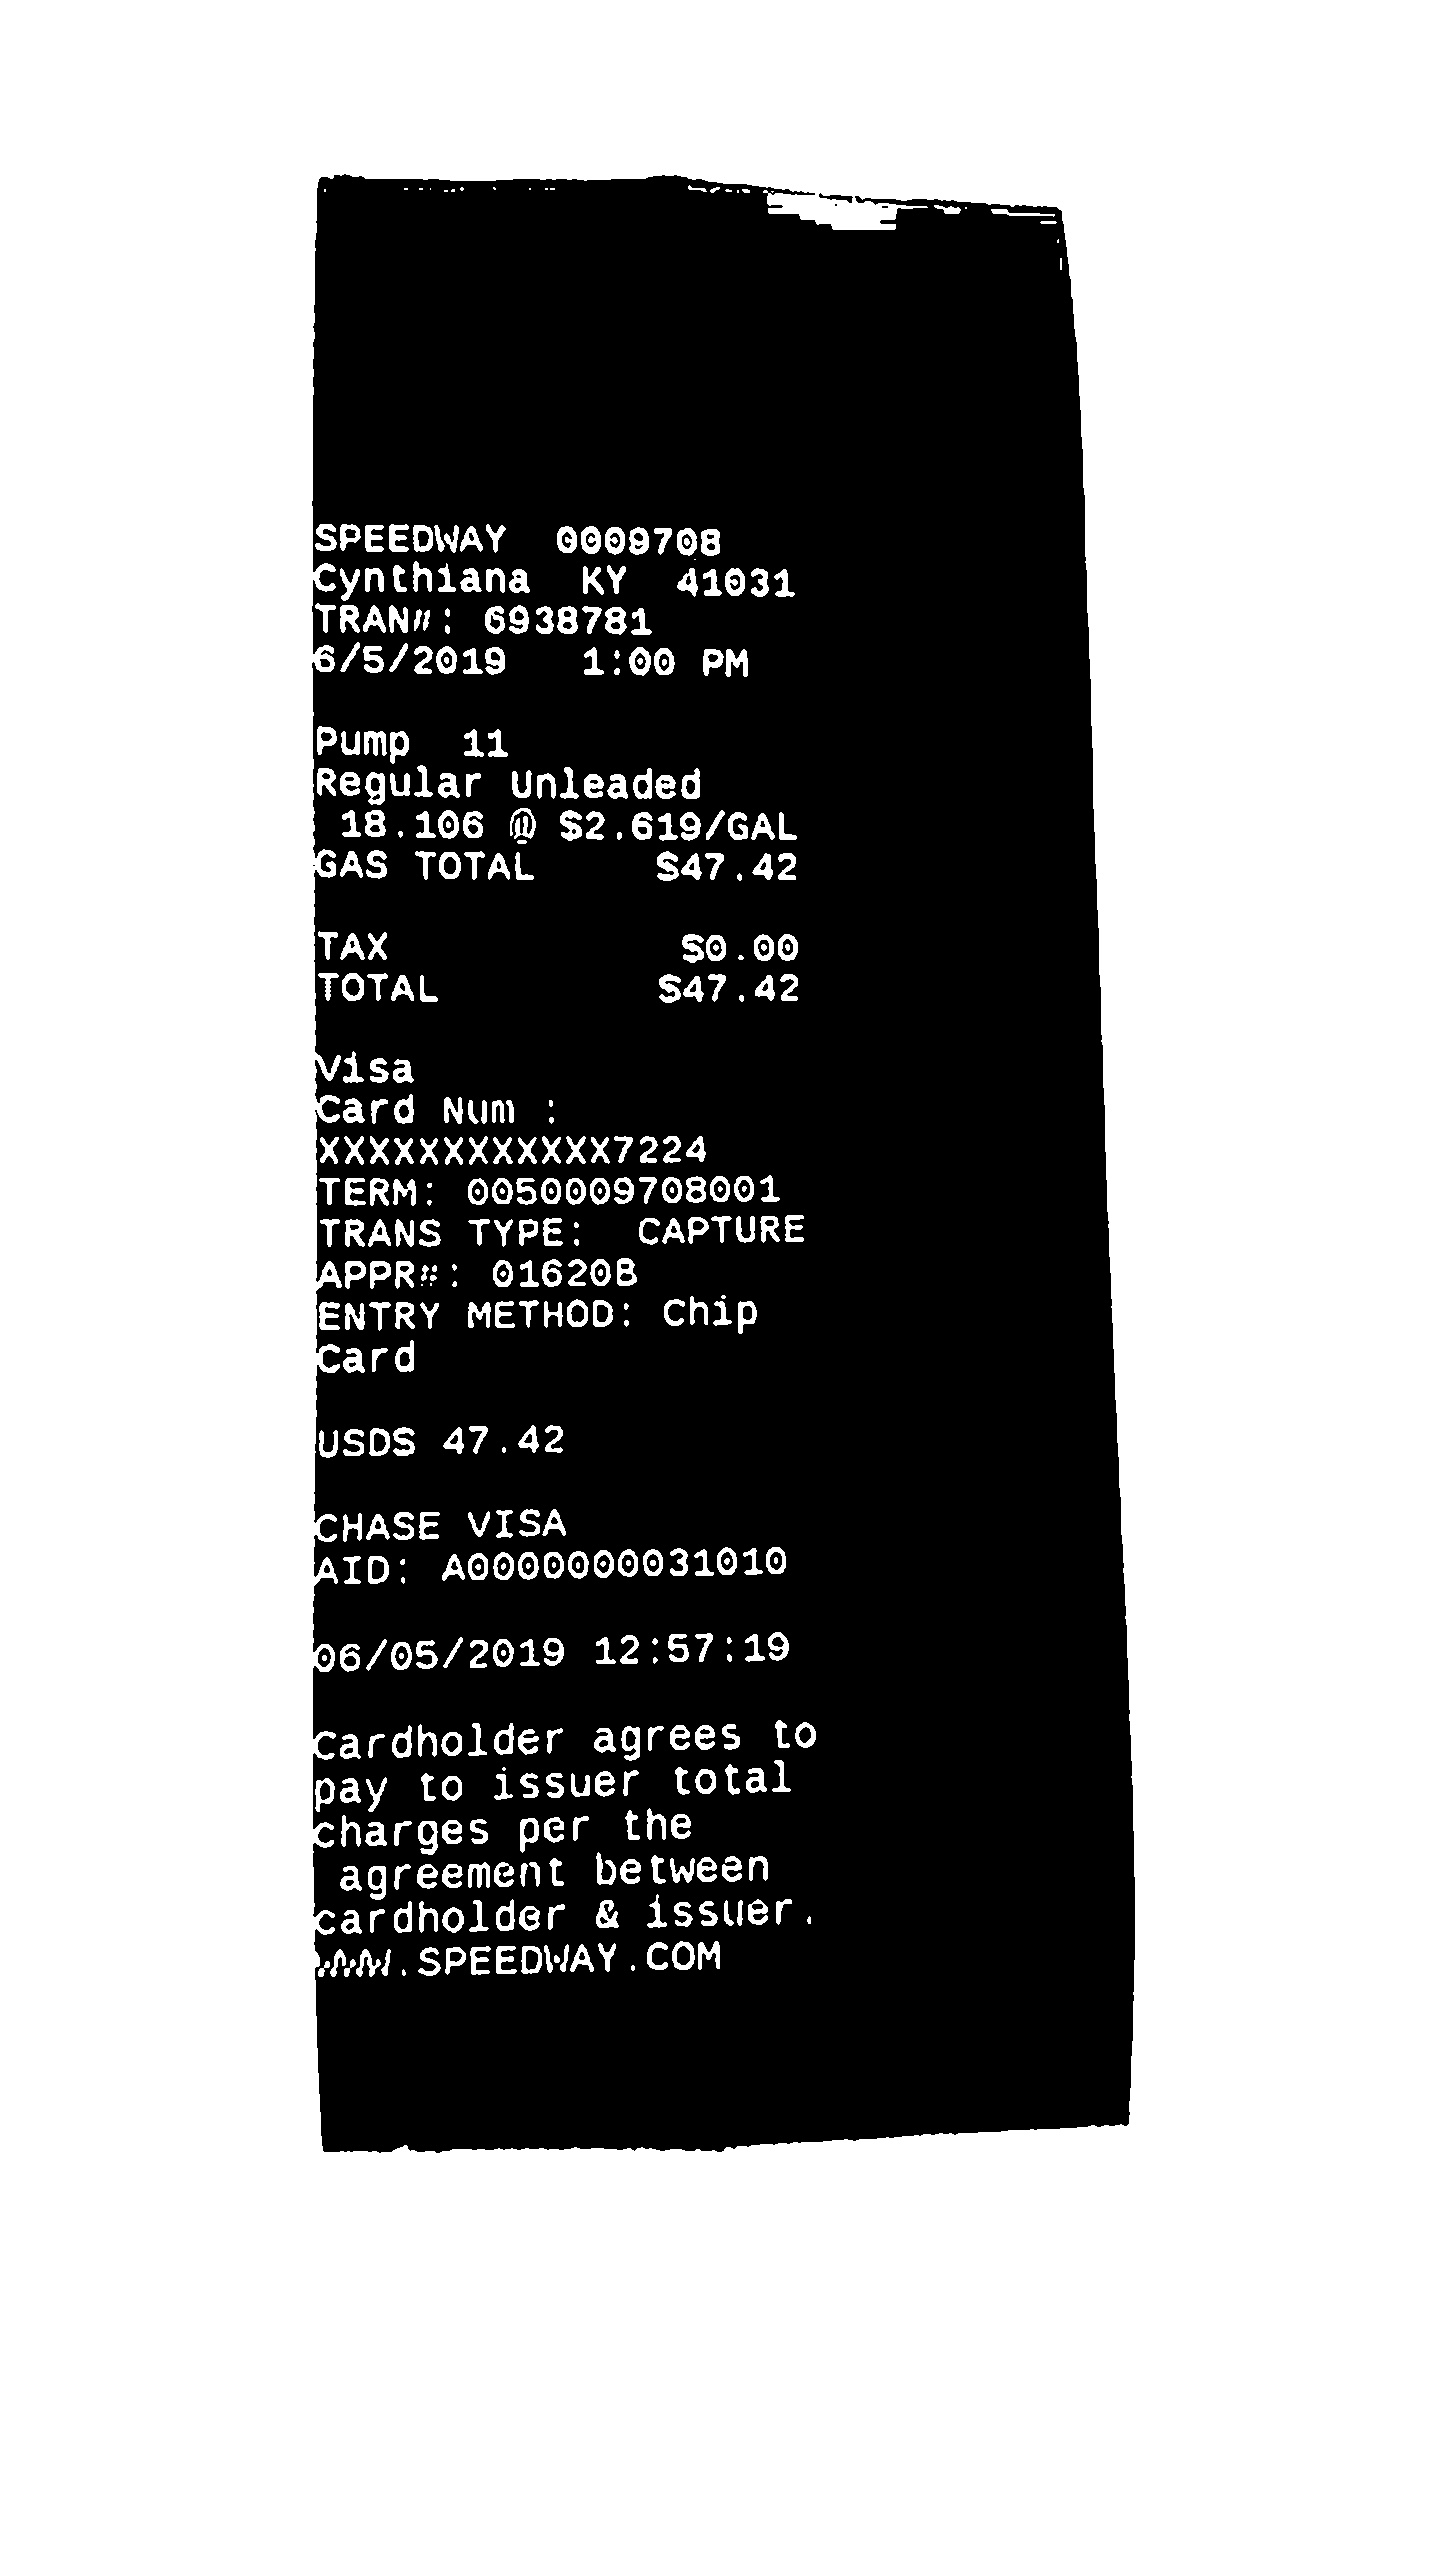 SPEEDWAY 0009708
Cynthiana KY 41031
TRAN#: 6938781
6/5/2019 1:00 PM
Pump 11
Regular Unleaded
18.106 @ $2.619/GAL
GAS TOTAL $47.42
TAX $0.00
TOTAL $47.42
Visa
Card Num :
XXXXXXXXXXXX7224
TERM: 0050009708001
TRANS TYPE: CAPTURE
APPR#: 01620B
ENTRY METHOD: Chip
Card
USD$ 47.42
CHASE VISA
AID: A0000000031010
06/05/2019 12:57:19
Cardholder agrees to
pay to issuer total
charges per the
agreement between
cardholder & issuer.
WWW.SPEEDWAY.COM